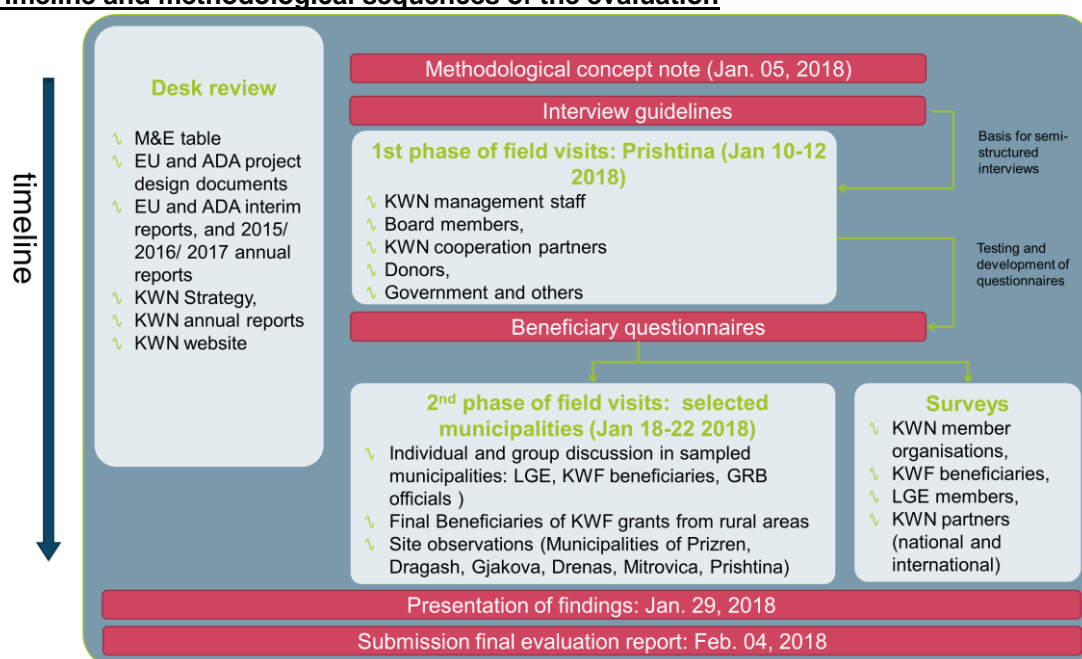 Timeline and methodological sequences of the evaluation
timeline
Desk review
M&E table
EU and ADA project
design documents
EU and ADA interim
reports, and 2015/
2016/ 2017 annual
reports
KWN Strategy,
KWN annual reports
KWN website
Methodological concept note (Jan. 05, 2018)
Interview guidelines
Basis for semi-
structured
interviews
1st phase of field visits: Prishtina (Jan 10-12
2018)
KWN management staff
Board members,
KWN cooperation partners
Donors,
Government and others
Testing and
development of
questionnaires
Beneficiary questionnaires
2nd phase of field visits: selected
municipalities (Jan 18-22 2018)
Individual and group discussion in sampled
municipalities: LGE, KWF beneficiaries, GRB
officials )
Final Beneficiaries of KWF grants from rural areas
Site observations (Municipalities of Prizren,
Dragash, Gjakova, Drenas, Mitrovica, Prishtina)
Surveys
KWN member
organisations,
KWF beneficiaries,
LGE members,
KWN partners
(national and
international)
Presentation of findings: Jan. 29, 2018
Submission final evaluation report: Feb. 04, 2018